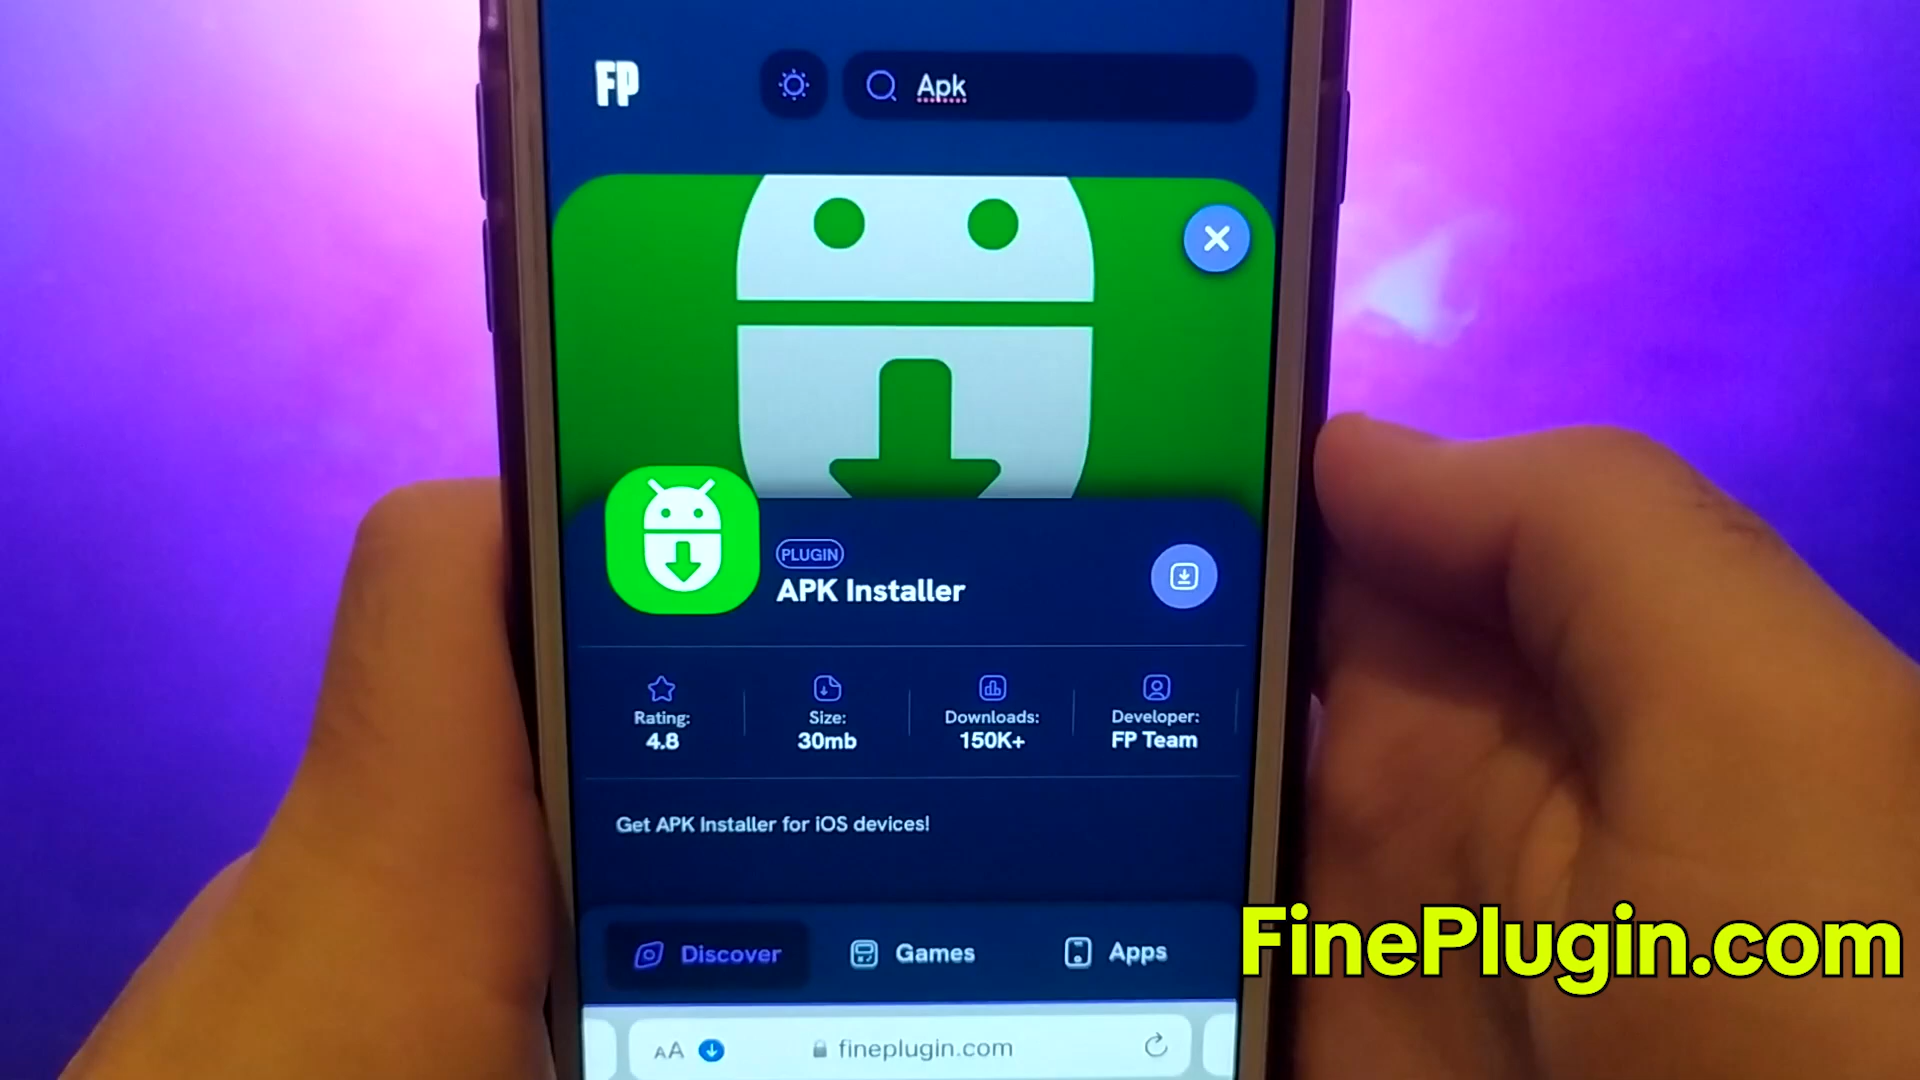 FP
Apk
PLUGIN
APK Installer
Rating:
4.8
Size:
30mb
Downloads:
150K+
Developer:
FP Team
Get APK Installer for iOS devices!
Discover
Games
Apps
FinePlugin.com
AA
fineplugin.com